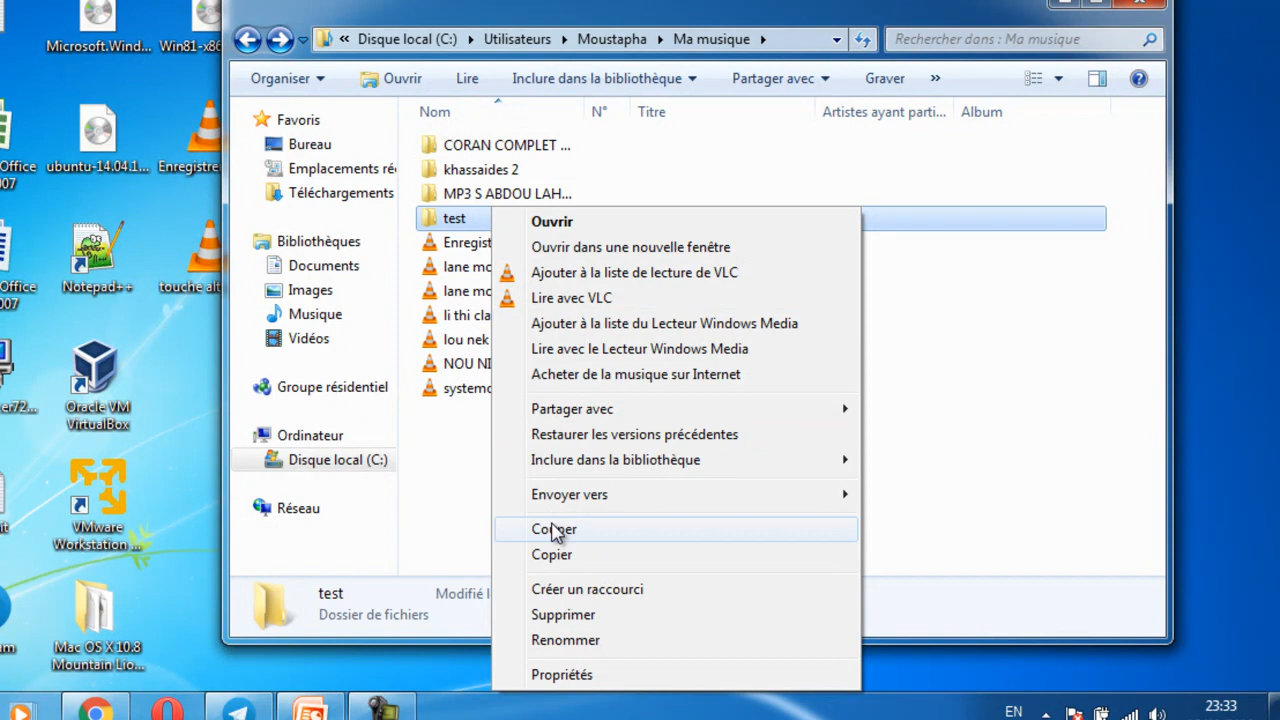 Microsoft.Wind...
Win81-x8
Office
007
ubuntu-14.04.1...
Enregistre
Office
007
Notepad++
touche alt
er72...
Oracle VM
VirtualBox
VMware
Workstation ...
Mac OS X 10.8
Mountain Lio...
« Disque local (C:) Utilisateurs Moustapha Ma musique
Rechercher dans : Ma musique
Organiser Ouvrir Lire Inclure dans la bibliothèque Partager avec Graver »
Nom N° Titre Artistes ayant parti... Album
Favoris
Bureau
Emplacements ré
Téléchargements
Bibliothèques
Documents
Images
Musique
Vidéos
Groupe résidentiel
Ordinateur
Disque local (C:)
Réseau
CORAN COMPLET ...
khassaides 2
MP3 S ABDOU LAH...
test
Enregist
lane mo
lane mo
li thi cla
lou nek
NOU NI
systemc
Ouvrir
Ouvrir dans une nouvelle fenêtre
Ajouter à la liste de lecture de VLC
Lire avec VLC
Ajouter à la liste du Lecteur Windows Media
Lire avec le Lecteur Windows Media
Acheter de la musique sur Internet
Partager avec
Restaurer les versions précédentes
Inclure dans la bibliothèque
Envoyer vers
Couper
Copier
Créer un raccourci
Supprimer
Renommer
Propriétés
test Modifié l
Dossier de fichiers
EN
23:33